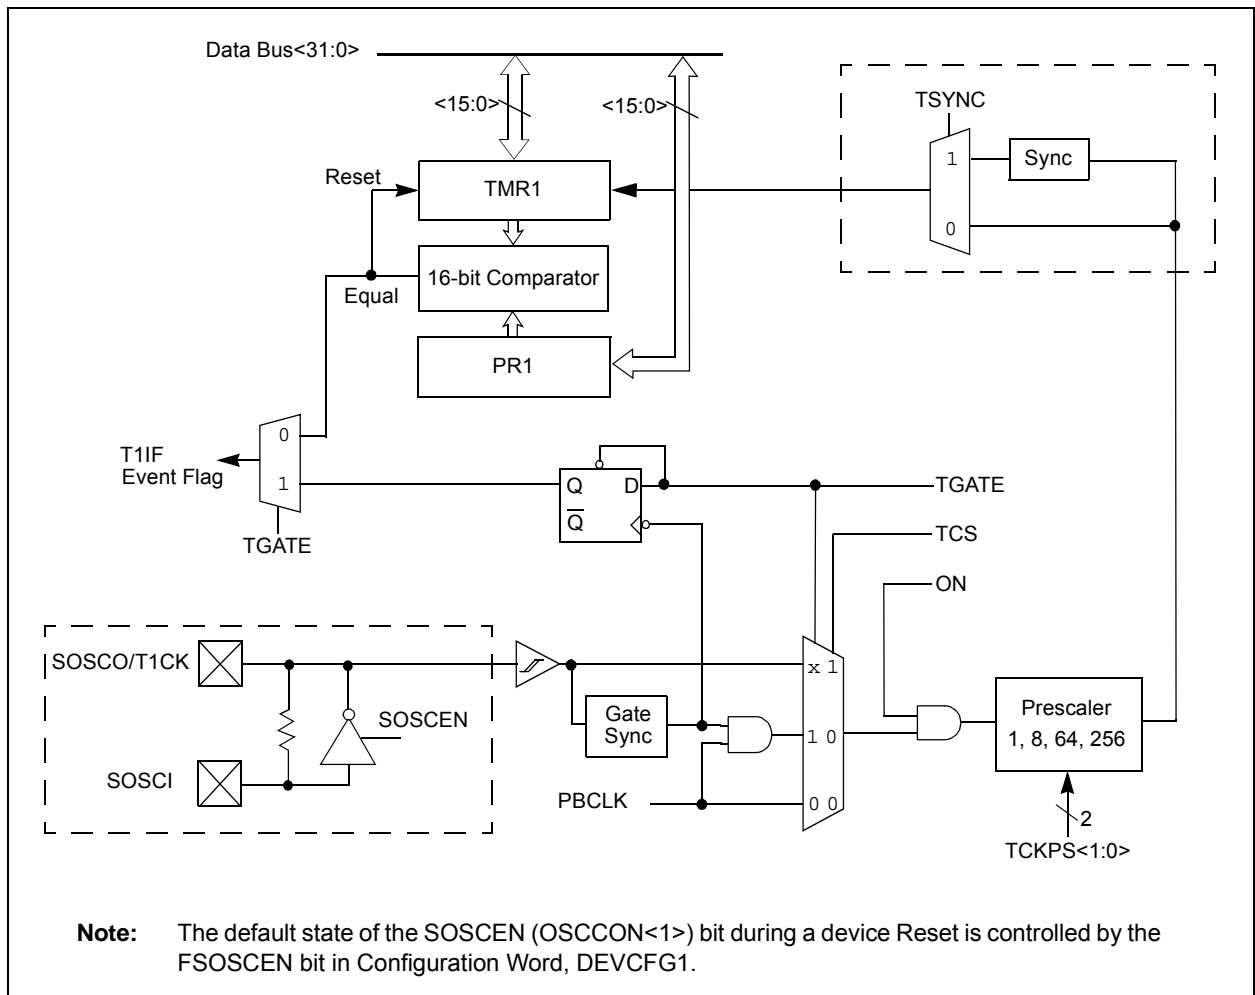 Data Bus<31:0>
<15:0>
<15:0>
TSYNC
1
Sync
0
Reset
TMR1
16-bit Comparator
Equal
PR1
0
T1IF
Event Flag
1
TGATE
Q
D
Q̅
TGATE
TCS
ON
SOSCO/T1CK
SOSCEN
SOSCI
Gate
Sync
PBCLK
x 1
1 0
0 0
Prescaler
1, 8, 64, 256
2
TCKPS<1:0>
Note: The default state of the SOSCEN (OSCCON<1>) bit during a device Reset is controlled by the
FSOSCEN bit in Configuration Word, DEVCFG1.